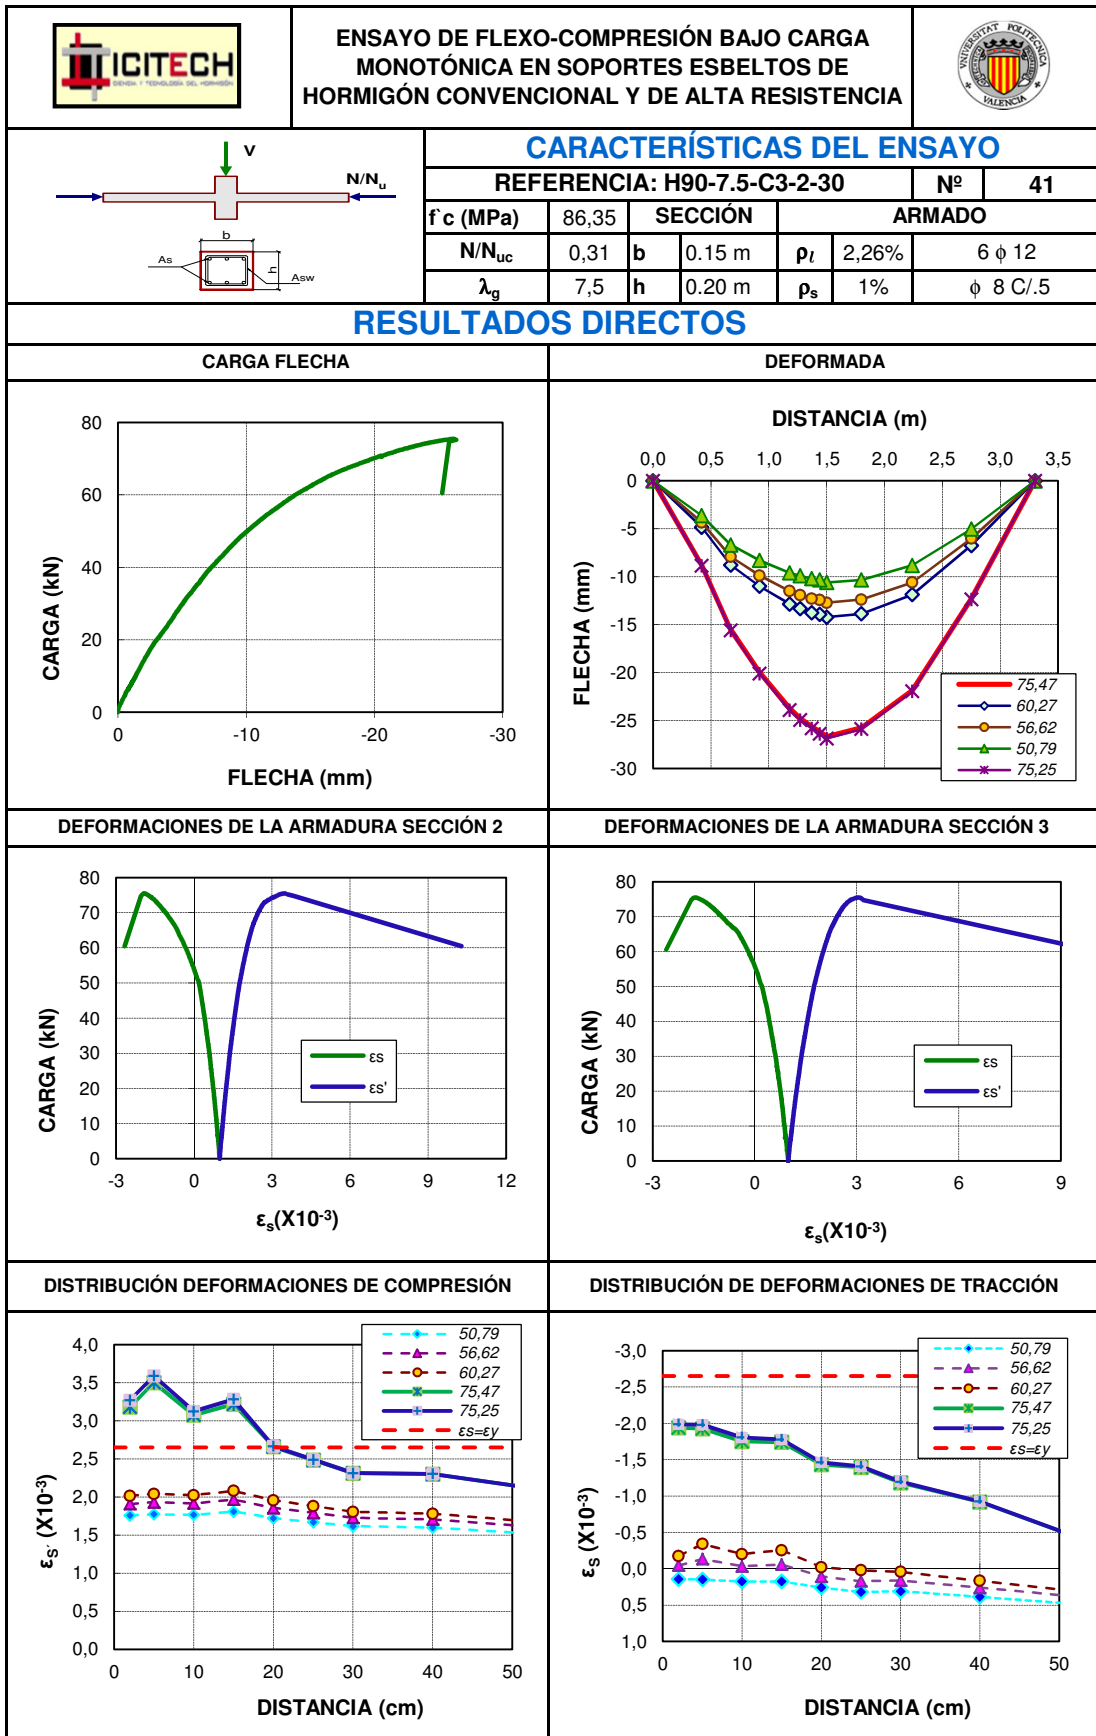 ICITECH
CIENCIA Y TECNOLOGÍA DEL HORMIGÓN
ENSAYO DE FLEXO-COMPRESIÓN BAJO CARGA
MONOTÓNICA EN SOPORTES ESBELTOS DE
HORMIGÓN CONVENCIONAL Y DE ALTA RESISTENCIA
UNIVERSITAT POLITECNICA
VALENCIA
V
N/Nu
b
As
h
Asw
CARACTERÍSTICAS DEL ENSAYO
REFERENCIA: H90-7.5-C3-2-30 Nº 41
f`c (MPa) 86,35 SECCIÓN ARMADO
N/Nuc 0,31 b 0.15 m ρl 2,26% 6 ϕ 12
λg 7,5 h 0.20 m ρs 1% ϕ 8 C/.5
RESULTADOS DIRECTOS
CARGA FLECHA
80
60
40
20
0
0 -10 -20 -30
CARGA (kN)
FLECHA (mm)
DEFORMADA
DISTANCIA (m)
0,0 0,5 1,0 1,5 2,0 2,5 3,0 3,5
0
-5
-10
-15
-20
-25
-30
FLECHA (mm)
75,47
60,27
56,62
50,79
75,25
DEFORMACIONES DE LA ARMADURA SECCIÓN 2
80
70
60
50
40
30
20
10
0
-3 0 3 6 9 12
CARGA (kN)
εs
εs'
εs(X10-3)
DEFORMACIONES DE LA ARMADURA SECCIÓN 3
80
70
60
50
40
30
20
10
0
-3 0 3 6 9
CARGA (kN)
εs
εs'
εs(X10-3)
DISTRIBUCIÓN DEFORMACIONES DE COMPRESIÓN
4,0
3,5
3,0
2,5
2,0
1,5
1,0
0,5
0,0
0 10 20 30 40 50
εS' (X10-3)
DISTANCIA (cm)
50,79
56,62
60,27
75,47
75,25
εs=εy
DISTRIBUCIÓN DE DEFORMACIONES DE TRACCIÓN
-3,0
-2,5
-2,0
-1,5
-1,0
-0,5
0,0
0,5
1,0
0 10 20 30 40 50
εS (X10-3)
DISTANCIA (cm)
50,79
56,62
60,27
75,47
75,25
εs=εy